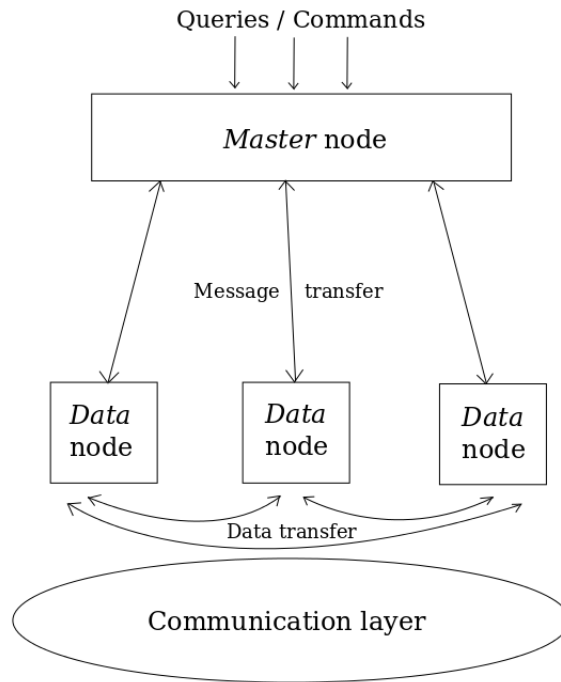 Queries / Commands
Master node
Message transfer
Data
node
Data
node
Data
node
Data transfer
Communication layer